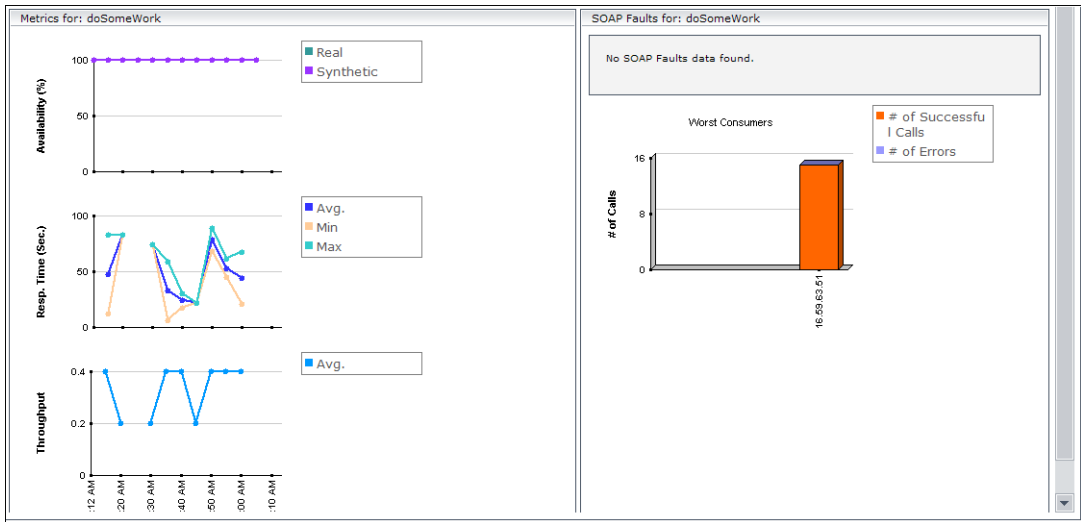 Metrics for: doSomeWork
100
50
0
Availability (%)
Real
Synthetic
100
50
0
Resp. Time (Sec.)
Avg.
Min
Max
0.4
0.2
0
Throughput
Avg.
:12 AM
:20 AM
:30 AM
:40 AM
:50 AM
:00 AM
:10 AM
SOAP Faults for: doSomeWork
No SOAP Faults data found.
Worst Consumers
16
8
0
# of Calls
16.59.63.51
# of Successfu
l Calls
# of Errors